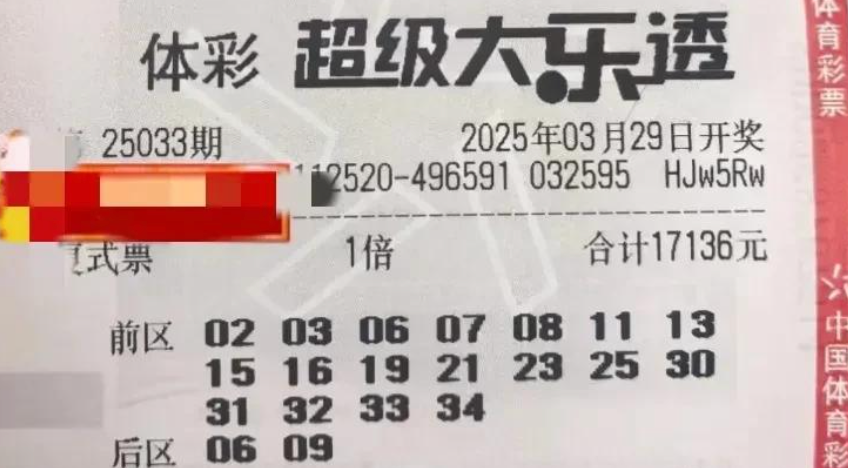 体彩 超级大乐透
25033期 2025年03月29日开奖
12520-496591 032595 HJw5Rw
式票 1倍 合计17136元
前区 02 03 06 07 08 11 13
15 16 19 21 23 25 30
31 32 33 34
后区 06 09
体育彩票
中国体育彩